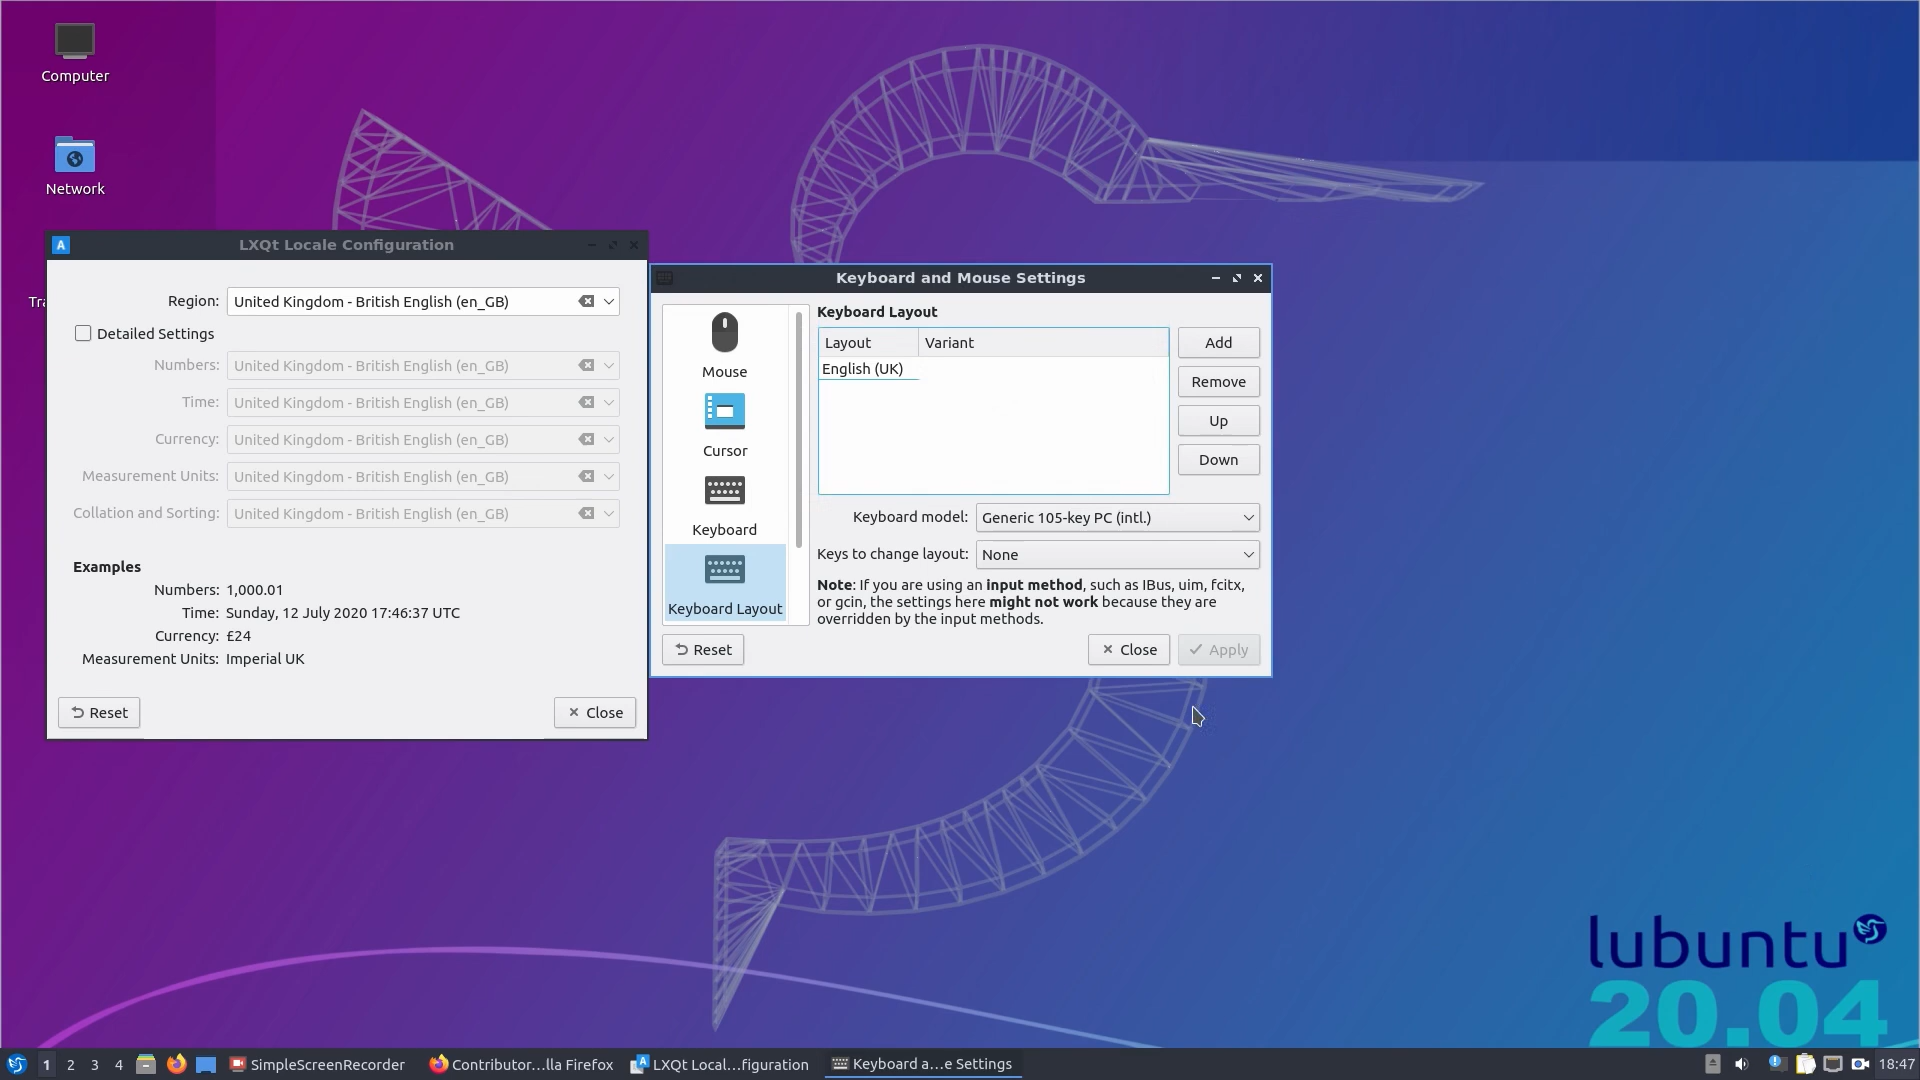 Computer
Network
Tra
LXQt Locale Configuration
Region: United Kingdom - British English (en_GB)
Detailed Settings
Numbers: United Kingdom - British English (en_GB)
Time: United Kingdom - British English (en_GB)
Currency: United Kingdom - British English (en_GB)
Measurement Units: United Kingdom - British English (en_GB)
Collation and Sorting: United Kingdom - British English (en_GB)
Examples
Numbers: 1,000.01
Time: Sunday, 12 July 2020 17:46:37 UTC
Currency: £24
Measurement Units: Imperial UK
Reset
Close
Keyboard and Mouse Settings
Mouse
Cursor
Keyboard
Keyboard Layout
Keyboard Layout
Layout Variant
English (UK)
Add
Remove
Up
Down
Keyboard model: Generic 105-key PC (intl.)
Keys to change layout: None
Note: If you are using an input method, such as IBus, uim, fcitx,
or gcin, the settings here might not work because they are
overridden by the input methods.
Reset
Close
Apply
lubuntu
20.04
1 2 3 4 SimpleScreenRecorder Contributor...lla Firefox LXQt Local...figuration Keyboard a...e Settings 18:47